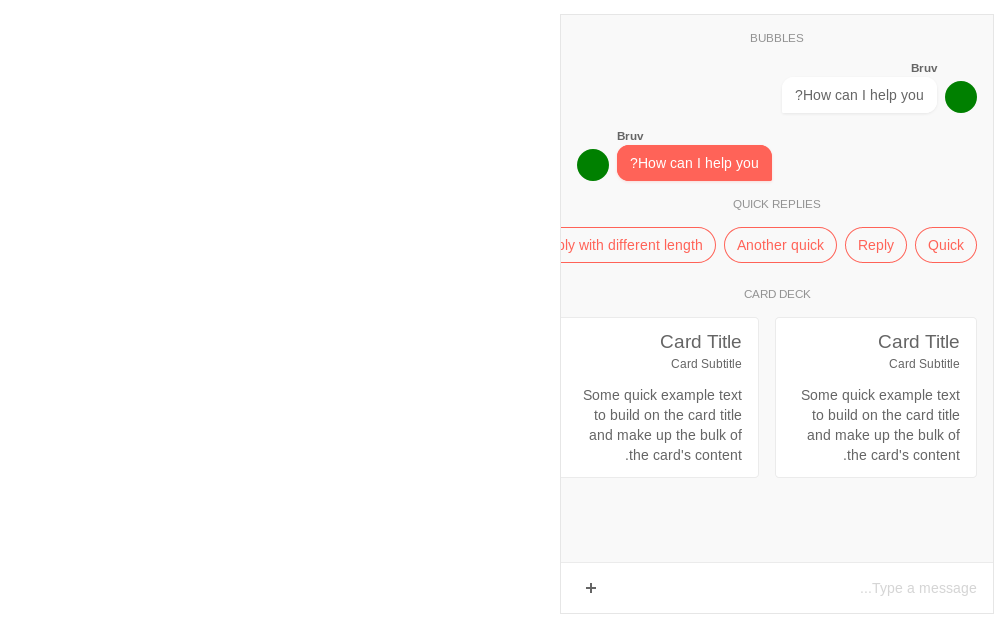 BUBBLES
Bruv
?How can I help you
Bruv
?How can I help you
QUICK REPLIES
Quick
Reply
Another quick
with different length
CARD DECK
Card Title
Card Subtitle
Some quick example text
to build on the card title
and make up the bulk of
.the card's content
Card Title
Card Subtitle
Some quick example text
to build on the card title
and make up the bulk of
.the card's content
...Type a message
+